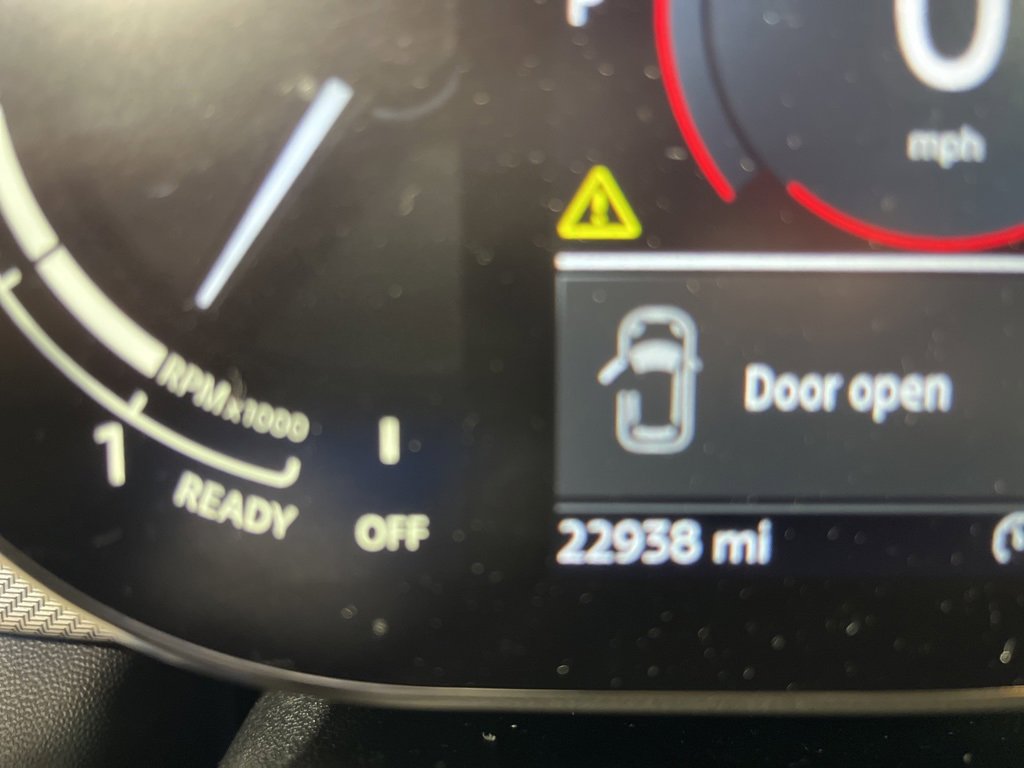 0
mph
Door open
RPMx1000
1
READY
OFF
22938 mi